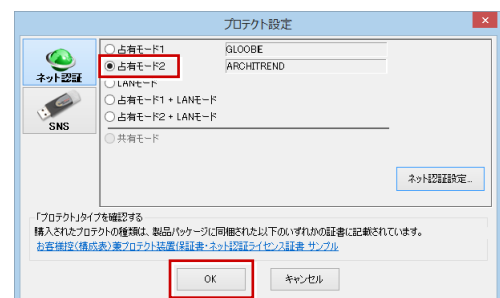 プロテクト設定
×
ネット認証
SNS
占有モード1 GLOOBE
占有モード2 ARCHITREND
LANモード
占有モード1 + LANモード
占有モード2 + LANモード
共有モード
ネット認証設定...
「プロテクト」タイプを確認する
購入されたプロテクトの種類は、製品パッケージに同梱された以下のいずれかの証書に記載されています。
お客様控(構成表)兼プロテクト装置保証書・ネット認証ライセンス証書 サンプル
OK キャンセル